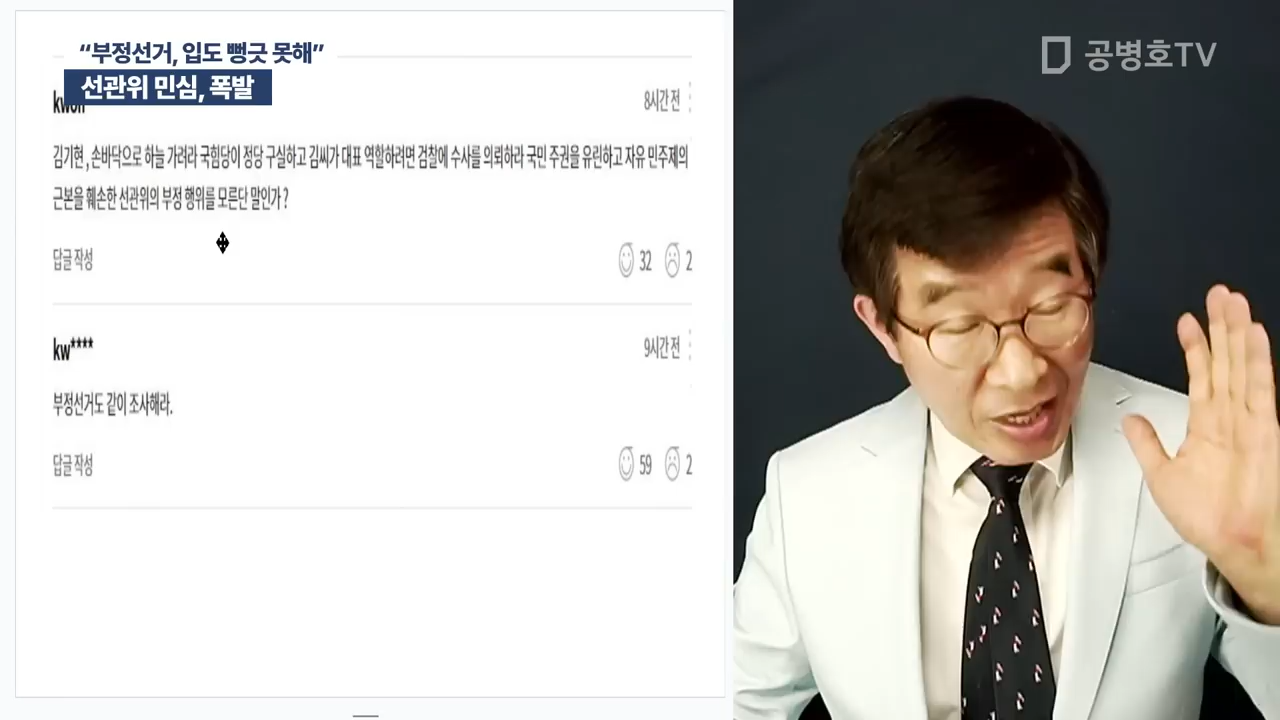 “부정선거, 입도 뻥긋 못해”
선관위 민심, 폭발
공병호TV
8시간 전
김기현 , 손바닥으로 하늘 가려라 국힘당이 정당 구실하고 김씨가 대표 역할하려면 검찰에 수사를 의뢰하라 국민 주권을 유린하고 자유 민주제의
근본을 훼손한 선관위의 부정 행위를 모른단 말인가 ?
답글 작성
32
2
kw****
9시간 전
부정선거도 같이 조사해라.
답글 작성
59
2